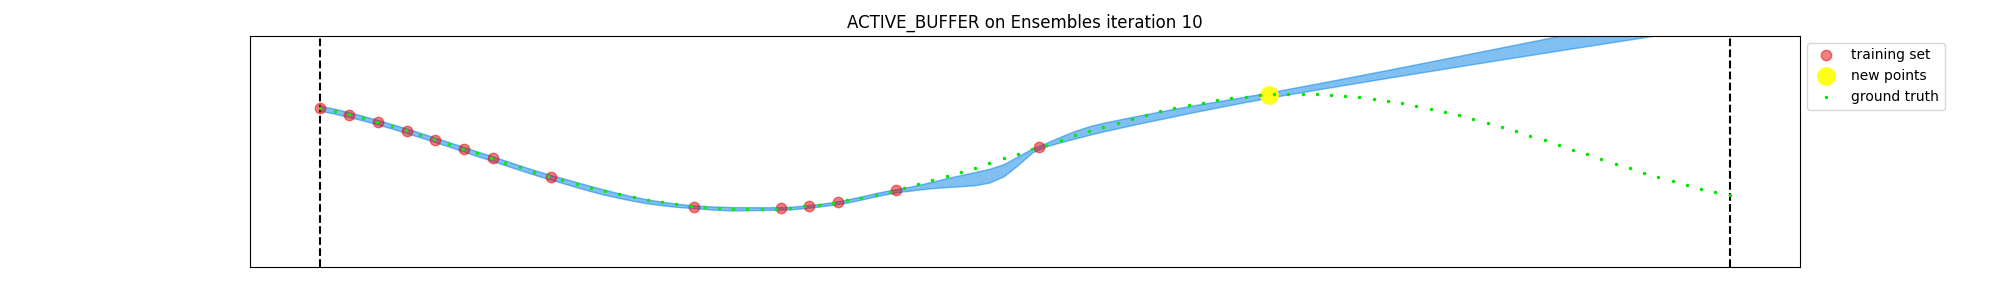 ACTIVE_BUFFER on Ensembles iteration 10
training set
new points
ground truth